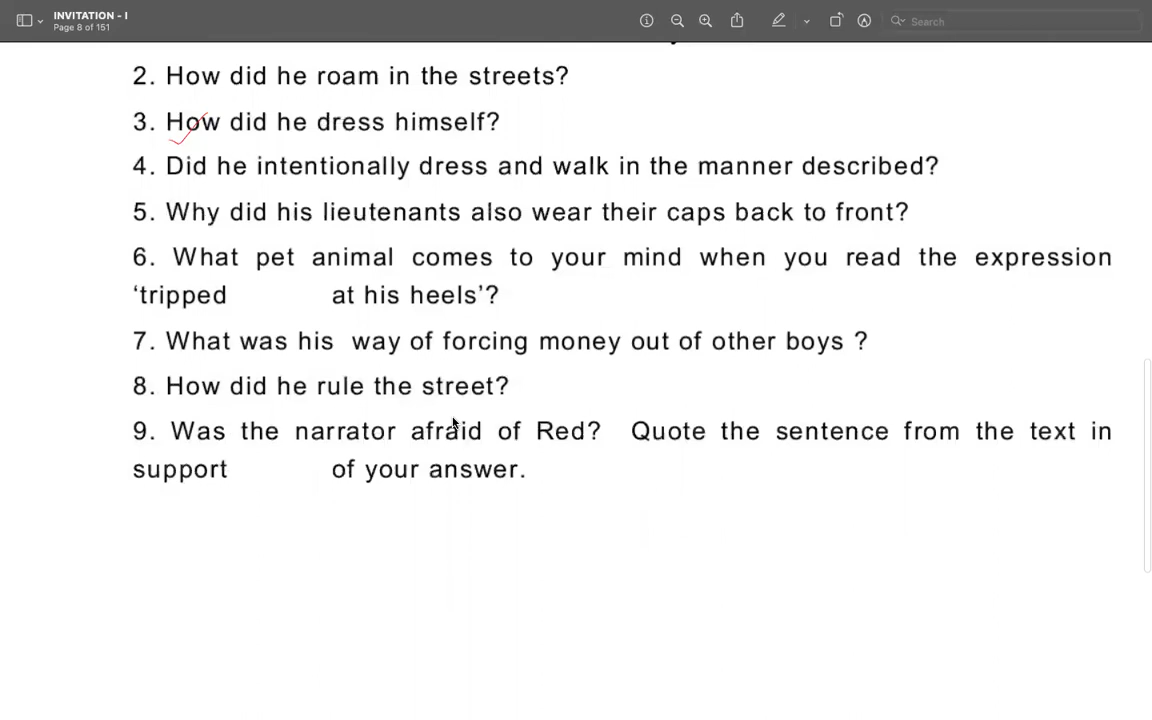 INVITATION - I
Page 8 of 151
Search
2. How did he roam in the streets?
3. How did he dress himself?
4. Did he intentionally dress and walk in the manner described?
5. Why did his lieutenants also wear their caps back to front?
6. What pet animal comes to your mind when you read the expression
‘tripped at his heels’?
7. What was his way of forcing money out of other boys ?
8. How did he rule the street?
9. Was the narrator afraid of Red? Quote the sentence from the text in
support of your answer.